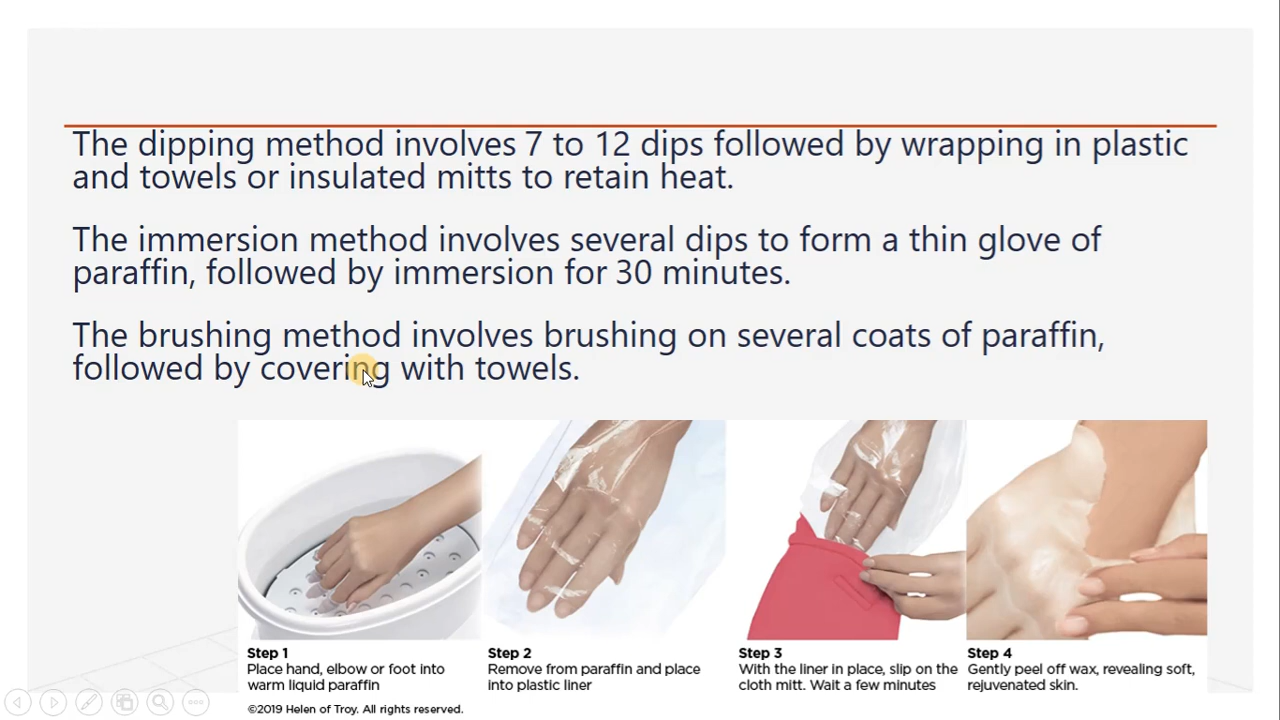 The dipping method involves 7 to 12 dips followed by wrapping in plastic
and towels or insulated mitts to retain heat.
The immersion method involves several dips to form a thin glove of
paraffin, followed by immersion for 30 minutes.
The brushing method involves brushing on several coats of paraffin,
followed by covering with towels.
Step 1
Place hand, elbow or foot into
warm liquid paraffin
Step 2
Remove from paraffin and place
into plastic liner
Step 3
With the liner in place, slip on the
cloth mitt. Wait a few minutes
Step 4
Gently peel off wax, revealing soft,
rejuvenated skin.
©2019 Helen of Troy. All rights reserved.